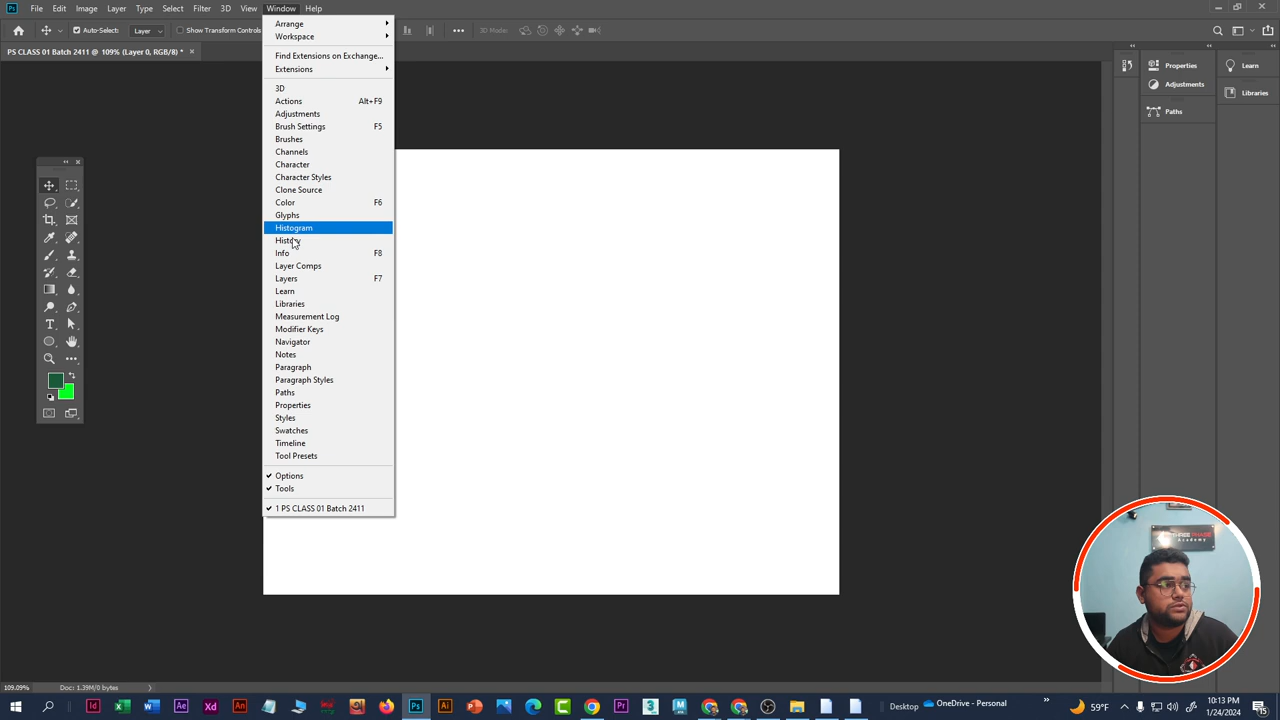 Ps File Edit Image Layer Type Select Filter 3D View Window Help
Auto-Select: Layer Show Transform Controls 3D Mode:
PS CLASS 01 Batch 2411 @ 109% (Layer 0, RGB/8) *
Arrange
Workspace
Find Extensions on Exchange...
Extensions
3D
Actions Alt+F9
Adjustments
Brush Settings F5
Brushes
Channels
Character
Character Styles
Clone Source
Color F6
Glyphs
Histogram
History
Info F8
Layer Comps
Layers F7
Learn
Libraries
Measurement Log
Modifier Keys
Navigator
Notes
Paragraph
Paragraph Styles
Paths
Properties
Styles
Swatches
Timeline
Tool Presets
Options
Tools
1 PS CLASS 01 Batch 2411
Properties
Adjustments
Paths
Learn
Libraries
109.09% Doc: 1.39M/0 bytes
Desktop OneDrive - Personal 59°F
10:13 PM
1/24/2024